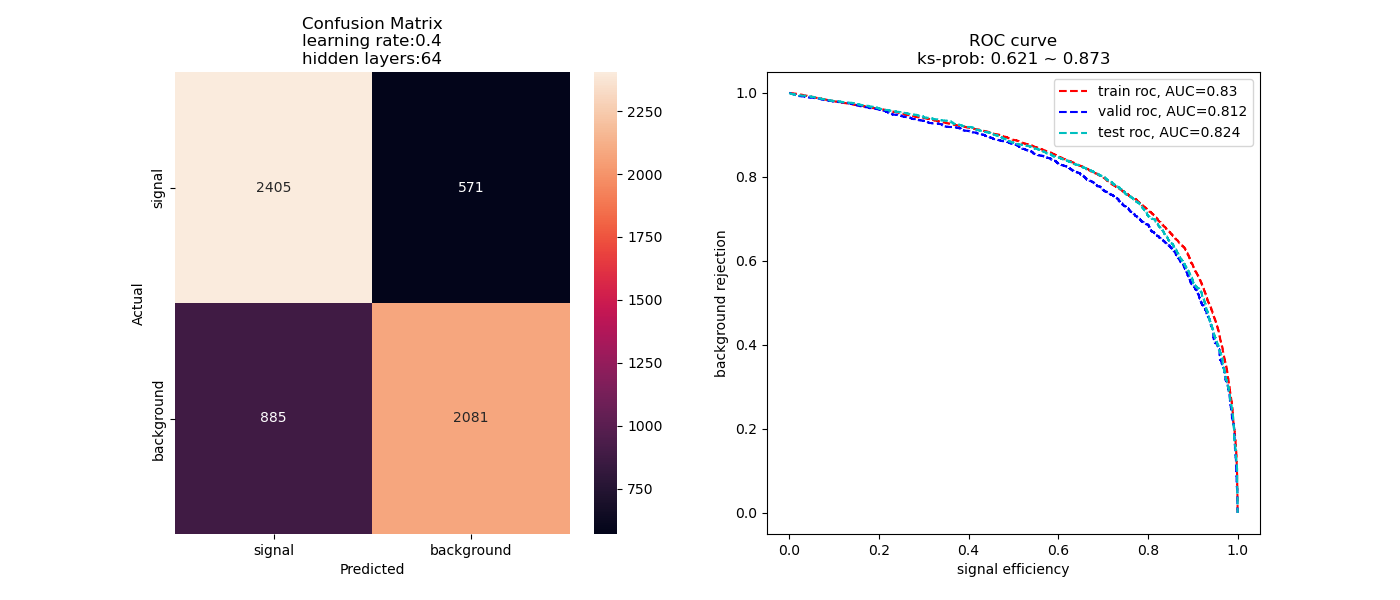 Confusion Matrix
learning rate:0.4
hidden layers:64
signal
background
Actual
2405
571
885
2081
signal
background
Predicted
2250
2000
1750
1500
1250
1000
750
ROC curve
ks-prob: 0.621 ~ 0.873
train roc, AUC=0.83
valid roc, AUC=0.812
test roc, AUC=0.824
background rejection
1.0
0.8
0.6
0.4
0.2
0.0
0.0
0.2
0.4
0.6
0.8
1.0
signal efficiency